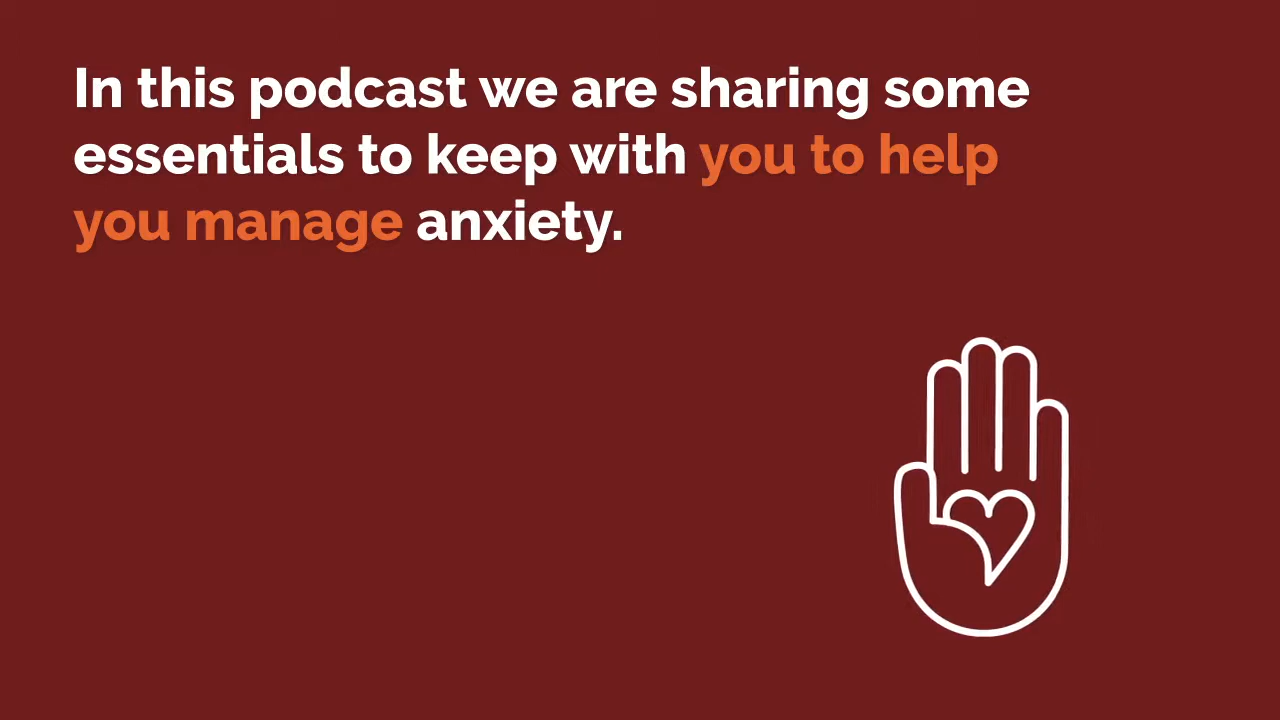 In this podcast we are sharing some
essentials to keep with you to help
you manage anxiety.